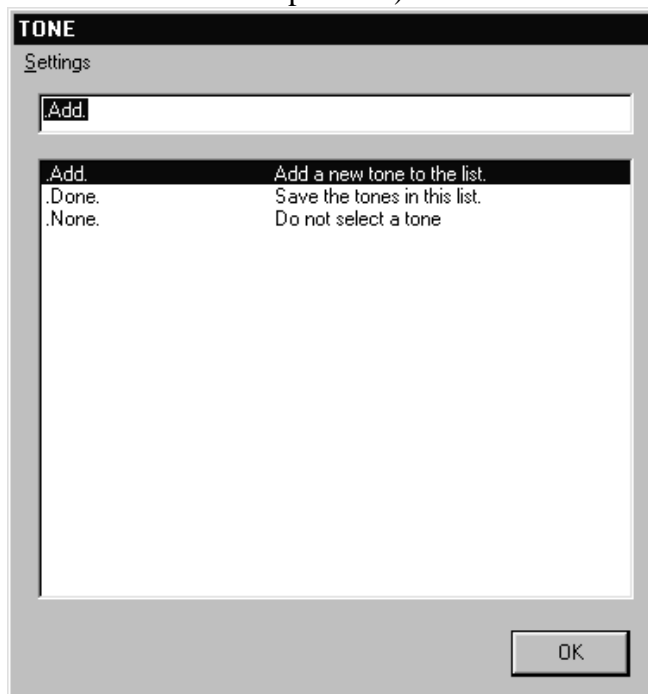 TONE
Settings
.Add.
.Add. Add a new tone to the list.
.Done. Save the tones in this list.
.None. Do not select a tone
OK